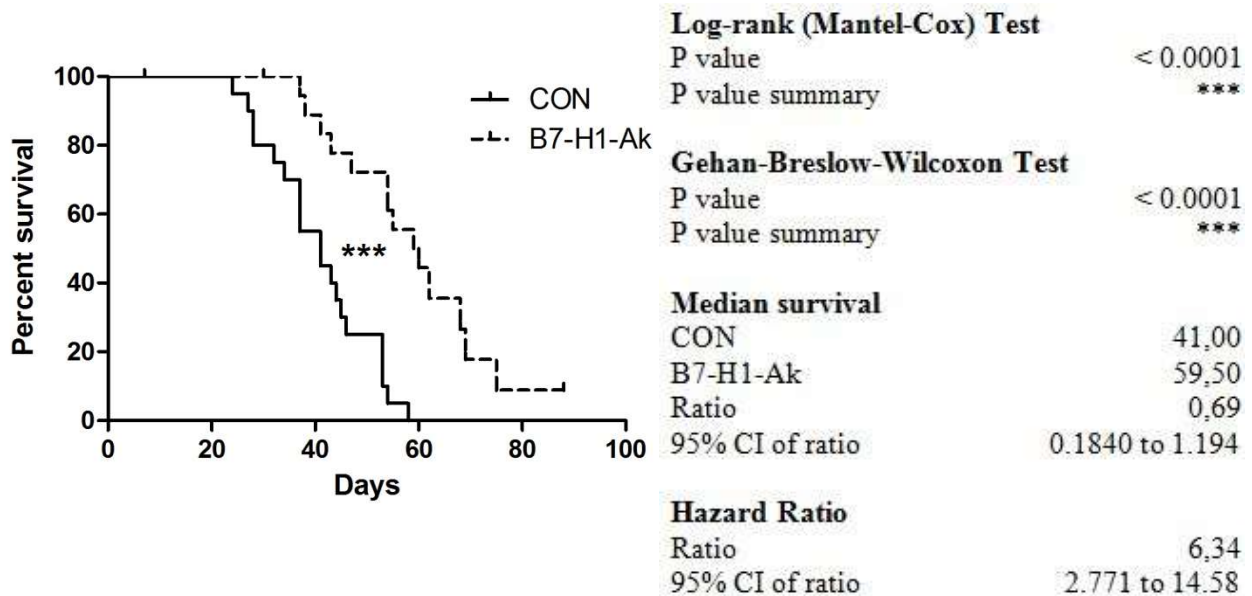 Percent survival
100
80
60
40
20
0
0 20 40 60 80 100
Days
CON
B7-H1-Ak
***
Log-rank (Mantel-Cox) Test
P value < 0.0001
P value summary ***
Gehan-Breslow-Wilcoxon Test
P value < 0.0001
P value summary ***
Median survival
CON 41,00
B7-H1-Ak 59,50
Ratio 0,69
95% CI of ratio 0.1840 to 1.194
Hazard Ratio
Ratio 6,34
95% CI of ratio 2.771 to 14.58